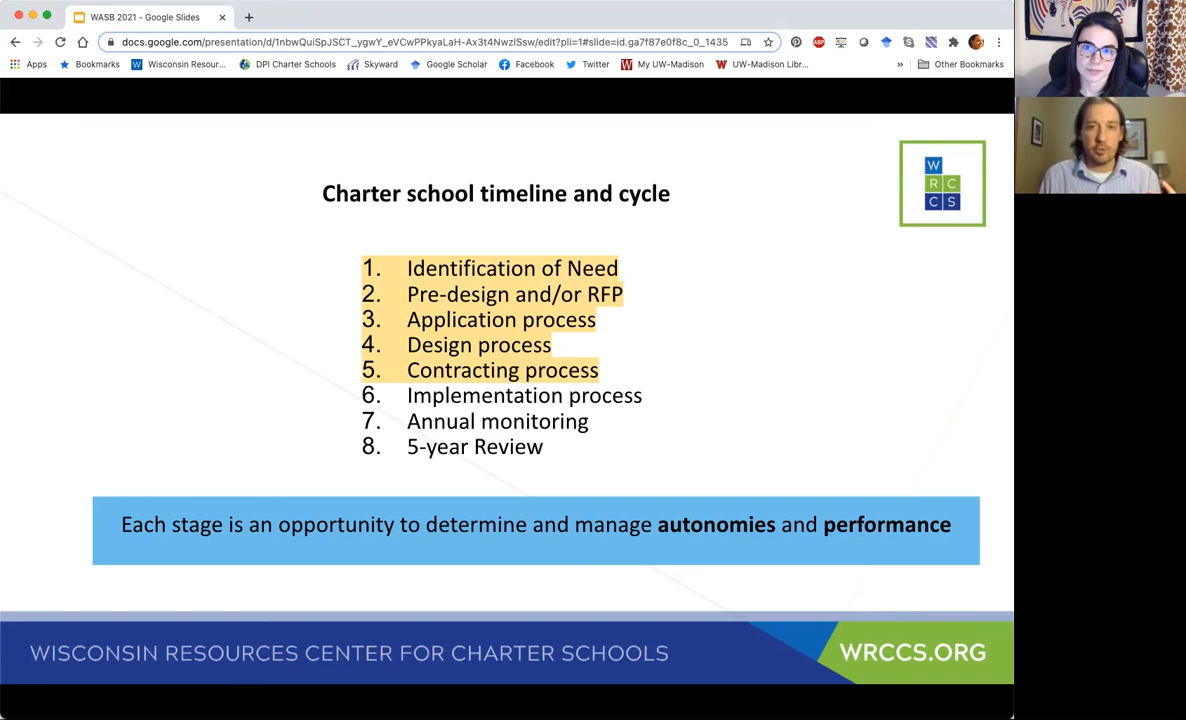 WASB 2021 - Google Slides
docs.google.com/presentation/d/1nbwQuiSpJSCT_ygwY_eVCwPPkyaLaH-Ax3t4NwzlSsw/edit?pli=1#slide=id.ga7f87e0f8c_0_1435
ABP
Apps
Bookmarks
Wisconsin Resour...
DPI Charter Schools
Skyward
Google Scholar
Facebook
Twitter
My UW-Madison
UW-Madison Libr...
»
Other Bookmarks
Charter school timeline and cycle
W
R C
C S
1. Identification of Need
2. Pre-design and/or RFP
3. Application process
4. Design process
5. Contracting process
6. Implementation process
7. Annual monitoring
8. 5-year Review
Each stage is an opportunity to determine and manage autonomies and performance
WISCONSIN RESOURCES CENTER FOR CHARTER SCHOOLS
WRCCS.ORG